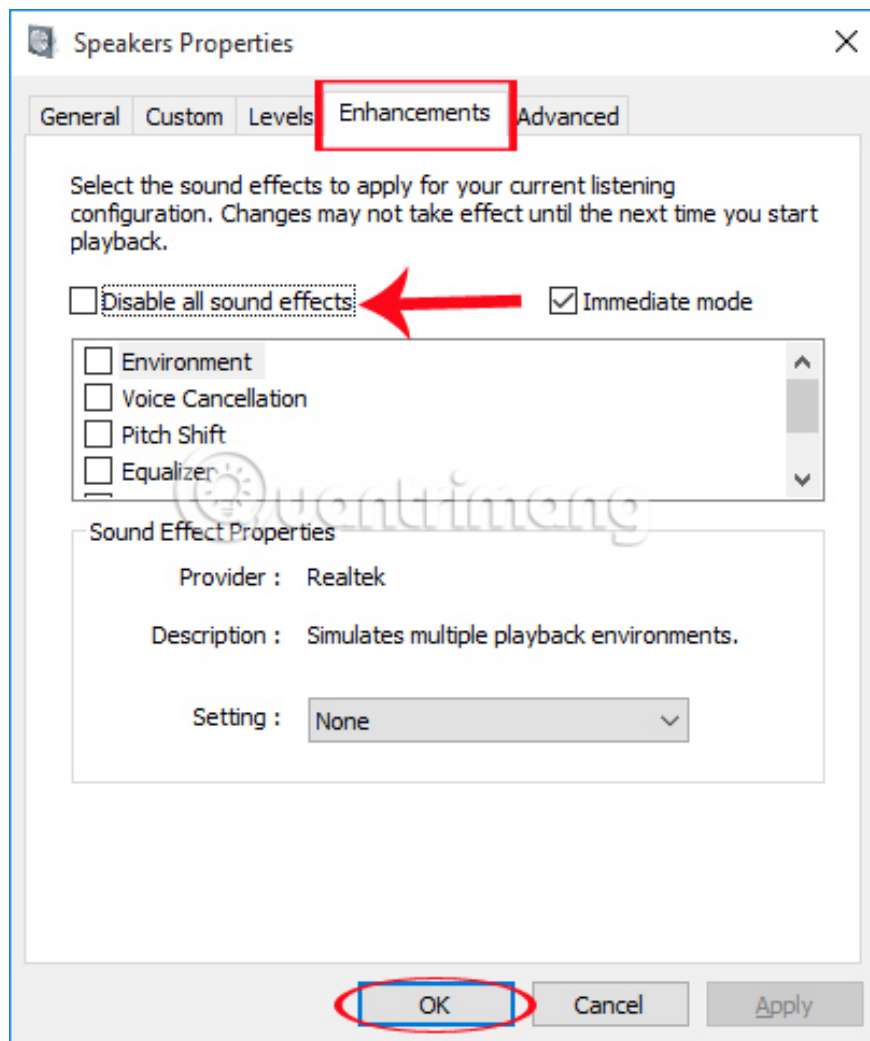 Speakers Properties
General Custom Levels Enhancements Advanced
Select the sound effects to apply for your current listening
configuration. Changes may not take effect until the next time you start
playback.
Disable all sound effects Immediate mode
Environment
Voice Cancellation
Pitch Shift
Equalizer
Quantrimang
Sound Effect Properties
Provider : Realtek
Description : Simulates multiple playback environments.
Setting : None
OK Cancel Apply